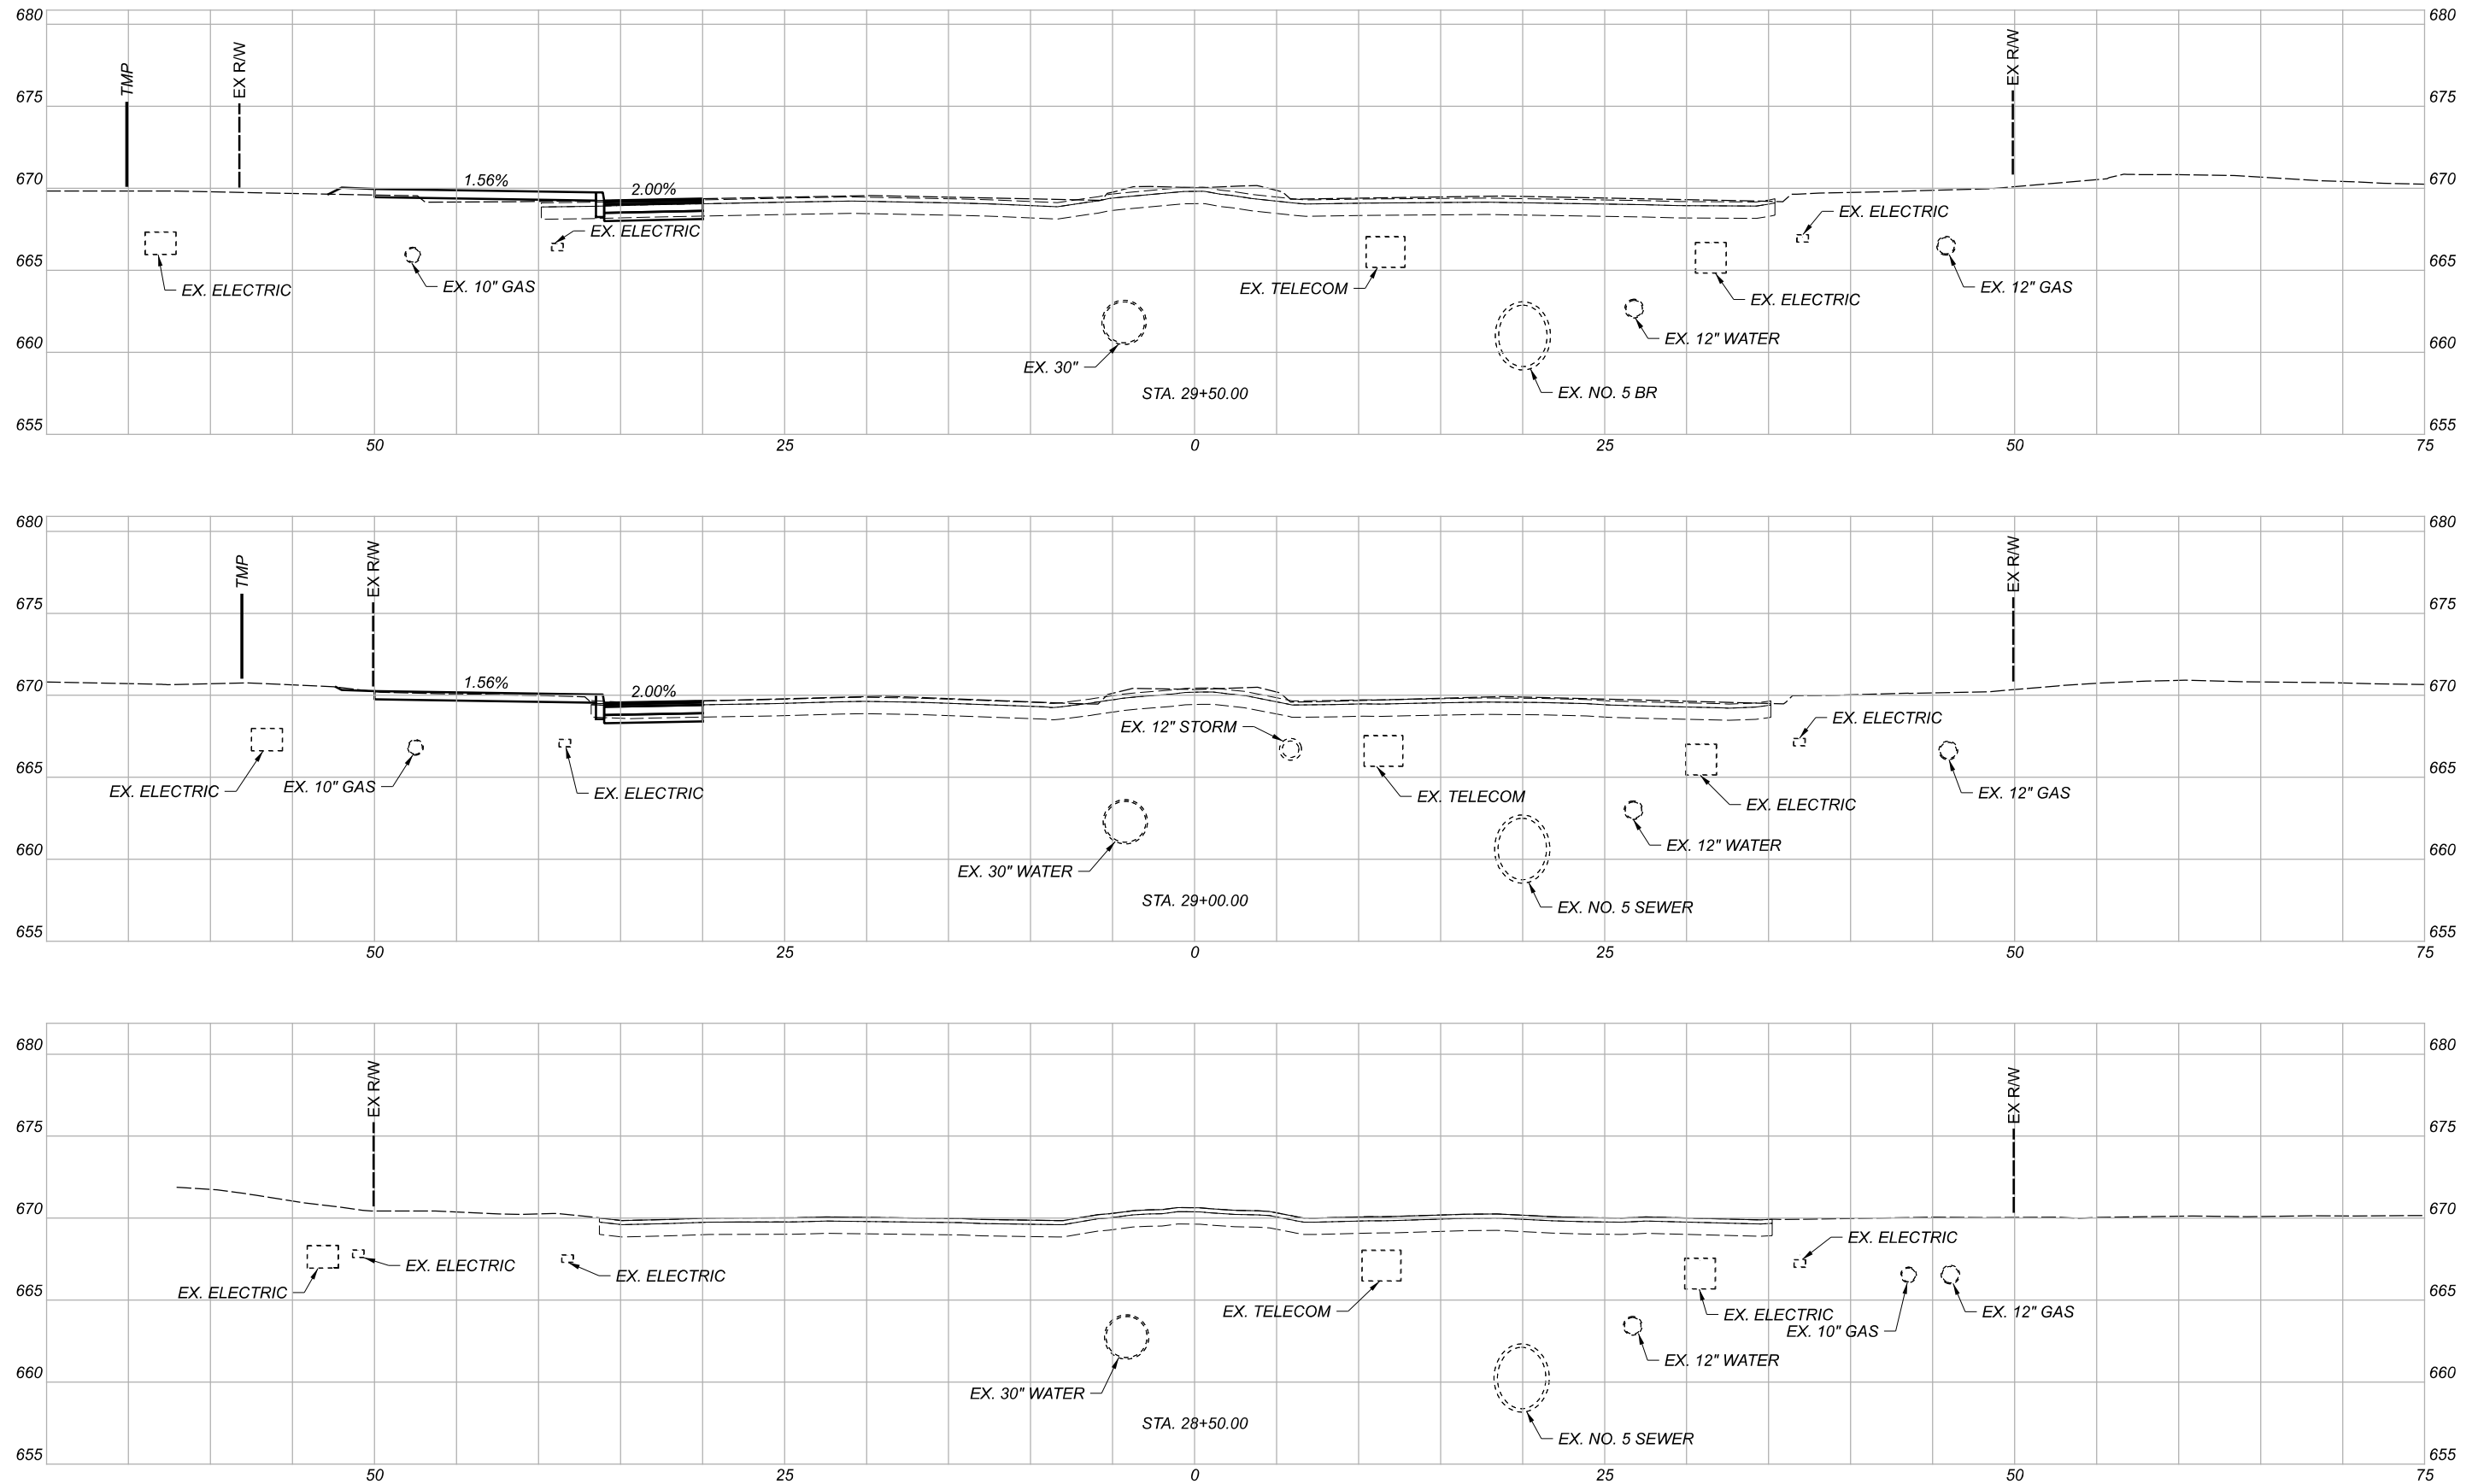 680 680
TMP EX R/W EX R/W
675 675
670 1.56% 2.00% 670
EX. ELECTRIC EX. ELECTRIC
665 665
EX. ELECTRIC EX. 10" GAS EX. TELECOM EX. ELECTRIC EX. 12" GAS
660 EX. 12" WATER 660
EX. 30"
STA. 29+50.00 EX. NO. 5 BR
655 655
50 25 0 25 50 75
680 680
TMP EX R/W EX R/W
675 675
670 1.56% 2.00% 670
EX. 12" STORM EX. ELECTRIC
665 665
EX. ELECTRIC EX. 10" GAS EX. ELECTRIC EX. TELECOM EX. ELECTRIC EX. 12" GAS
660 EX. 12" WATER 660
EX. 30" WATER
STA. 29+00.00 EX. NO. 5 SEWER
655 655
50 25 0 25 50 75
680 680
EX R/W EX R/W
675 675
670 670
EX. ELECTRIC
EX. ELECTRIC EX. ELECTRIC
665 665
EX. ELECTRIC EX. TELECOM EX. ELECTRIC EX. 12" GAS
EX. 10" GAS
660 EX. 12" WATER 660
EX. 30" WATER
STA. 28+50.00 EX. NO. 5 SEWER
655 655
50 25 0 25 50 75